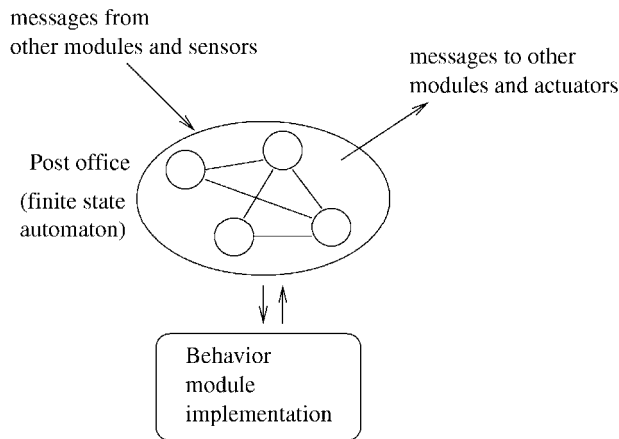 messages from
other modules and sensors
messages to other
modules and actuators
Post office
(finite state
automaton)
Behavior
module
implementation